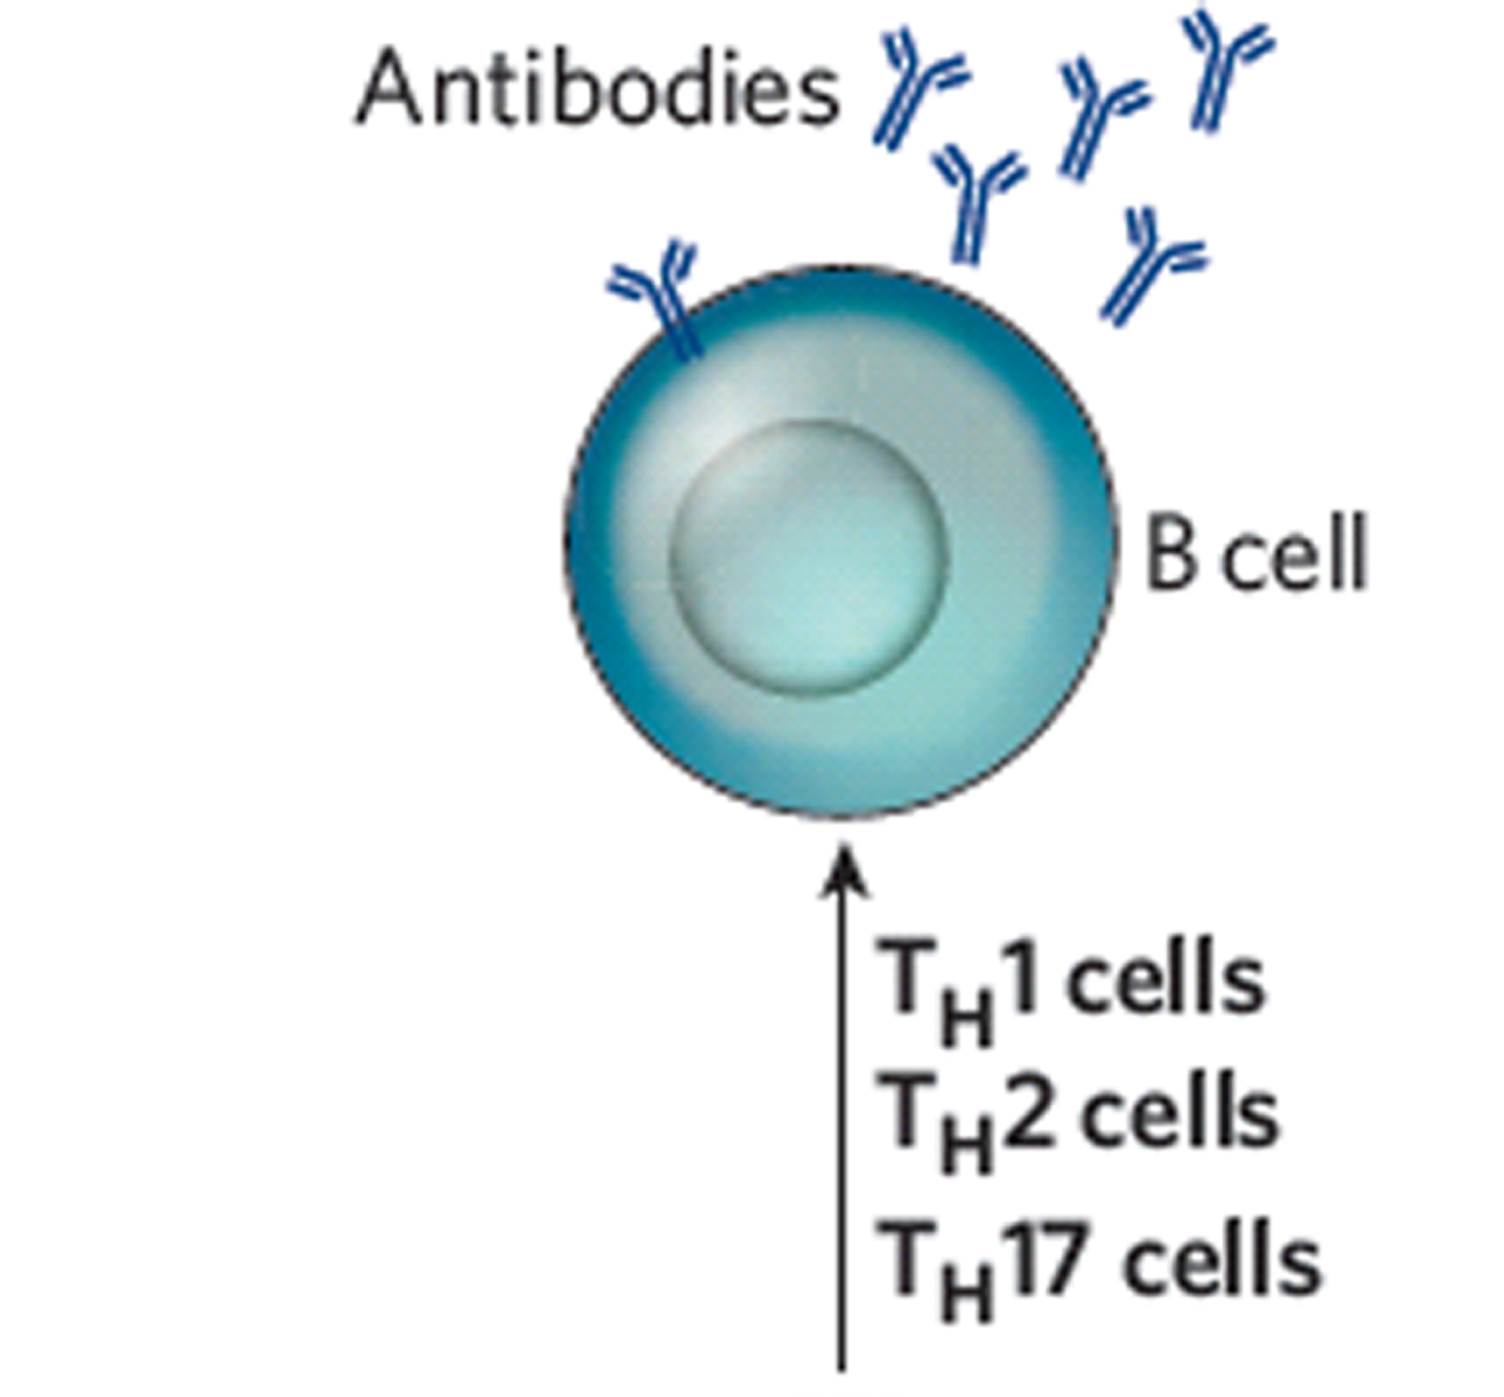 Antibodies
B cell
TH1 cells
TH2 cells
TH17 cells